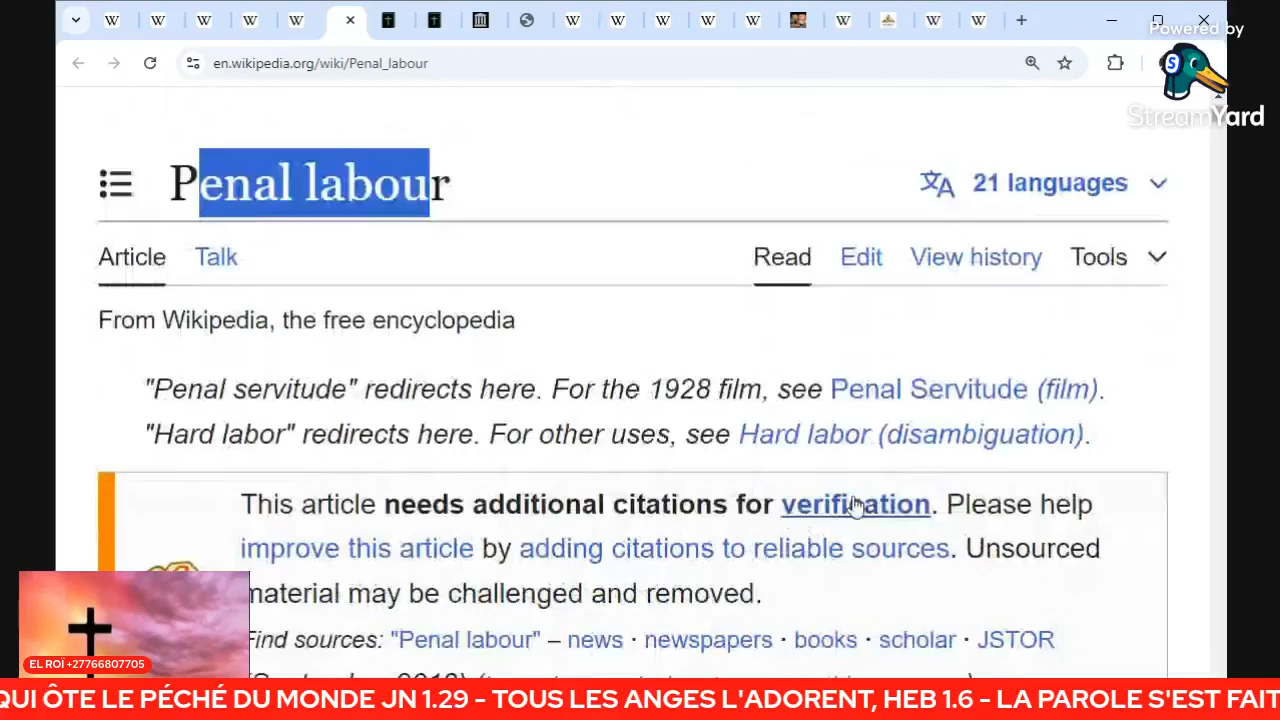 en.wikipedia.org/wiki/Penal_labour
Powered by
StreamYard
Penal labour
21 languages
Article Talk Read Edit View history Tools
From Wikipedia, the free encyclopedia
"Penal servitude" redirects here. For the 1928 film, see Penal Servitude (film).
"Hard labor" redirects here. For other uses, see Hard labor (disambiguation).
This article needs additional citations for verification. Please help
improve this article by adding citations to reliable sources. Unsourced
material may be challenged and removed.
Find sources: "Penal labour" – news · newspapers · books · scholar · JSTOR
EL ROÏ +27766807705
QUI ÔTE LE PÉCHÉ DU MONDE JN 1.29 - TOUS LES ANGES L'ADORENT, HEB 1.6 - LA PAROLE S'EST FAIT